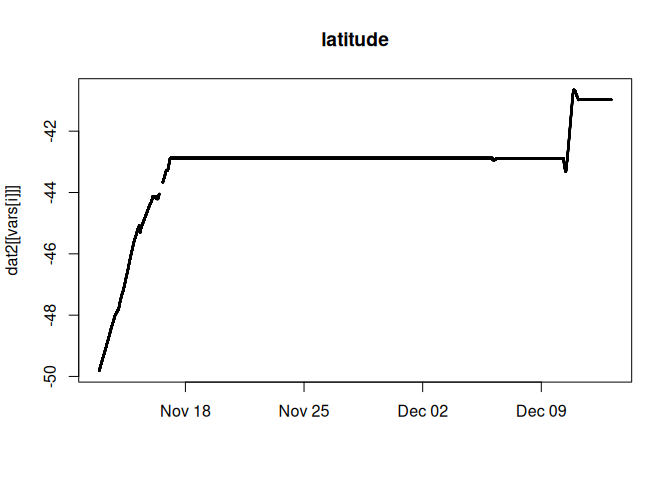 latitude
dat2[[vars[i]]]
-42
-44
-46
-48
-50
Nov 18
Nov 25
Dec 02
Dec 09